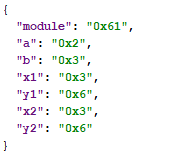 {
"module": "0x61",
"a": "0x2",
"b": "0x3",
"x1": "0x3",
"y1": "0x6",
"x2": "0x3",
"y2": "0x6"
}